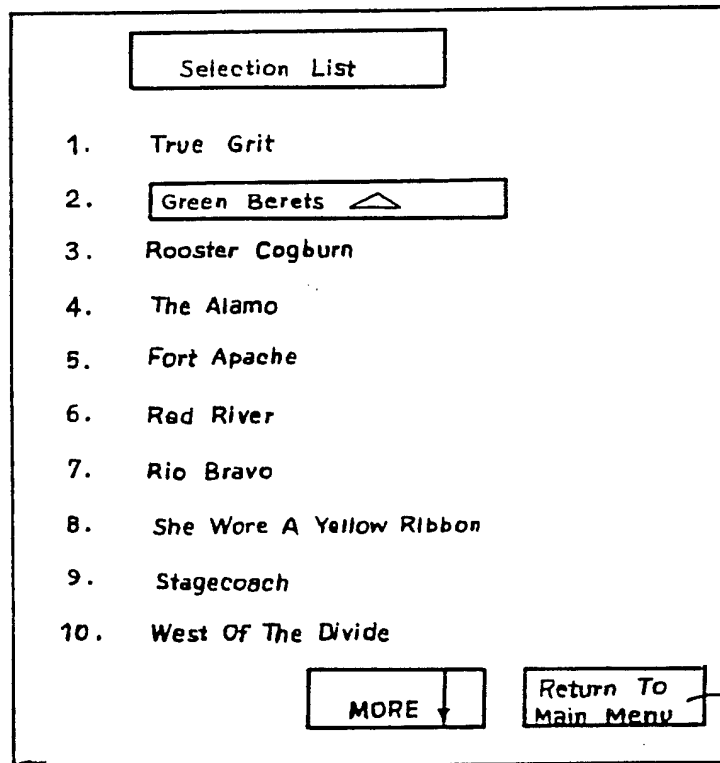 Selection List
1. True Grit
2. Green Berets
3. Rooster Cogburn
4. The Alamo
5. Fort Apache
6. Red River
7. Rio Bravo
8. She Wore A Yellow Ribbon
9. Stagecoach
10. West Of The Divide
MORE
Return To
Main Menu